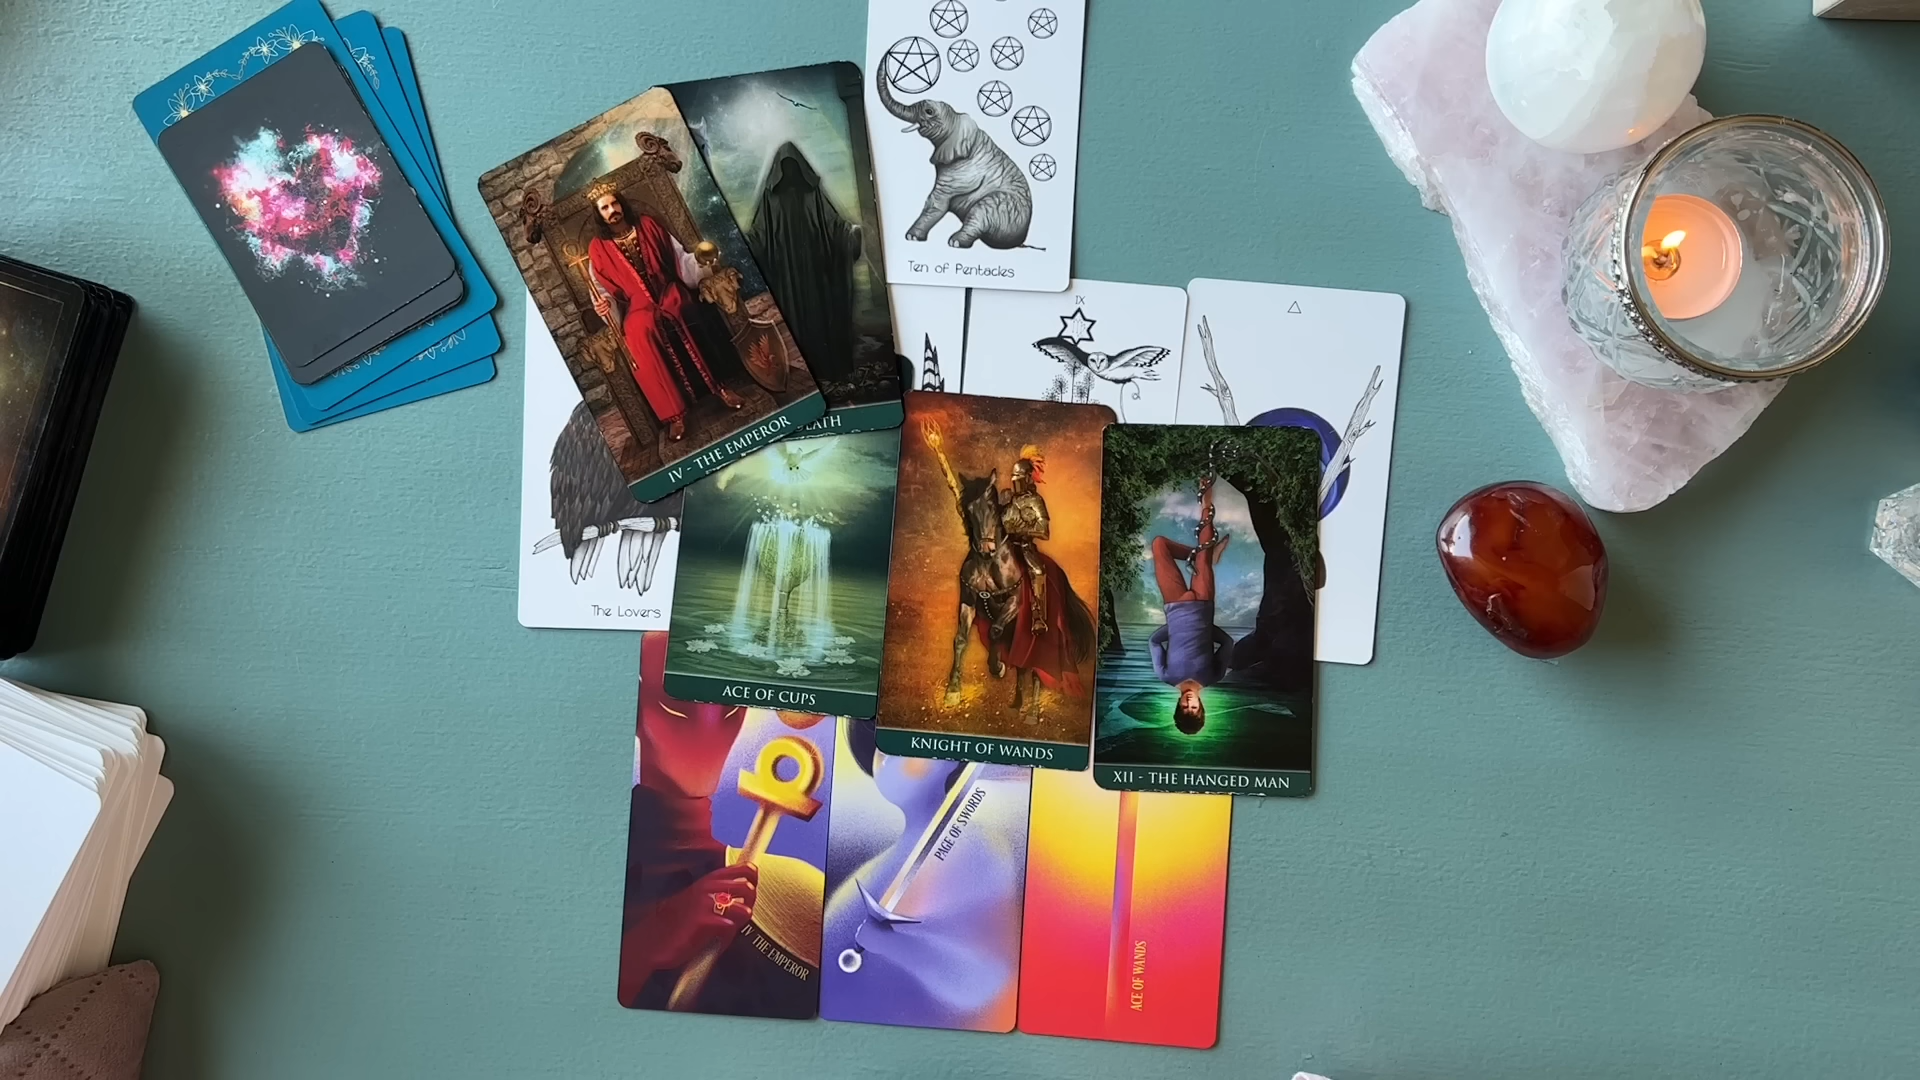 Ten of Pentacles
IX
IV - THE EMPEROR
DEATH
The Lovers
ACE OF CUPS
KNIGHT OF WANDS
XII - THE HANGED MAN
PAGE OF SWORDS
IV THE EMPEROR
ACE OF WANDS